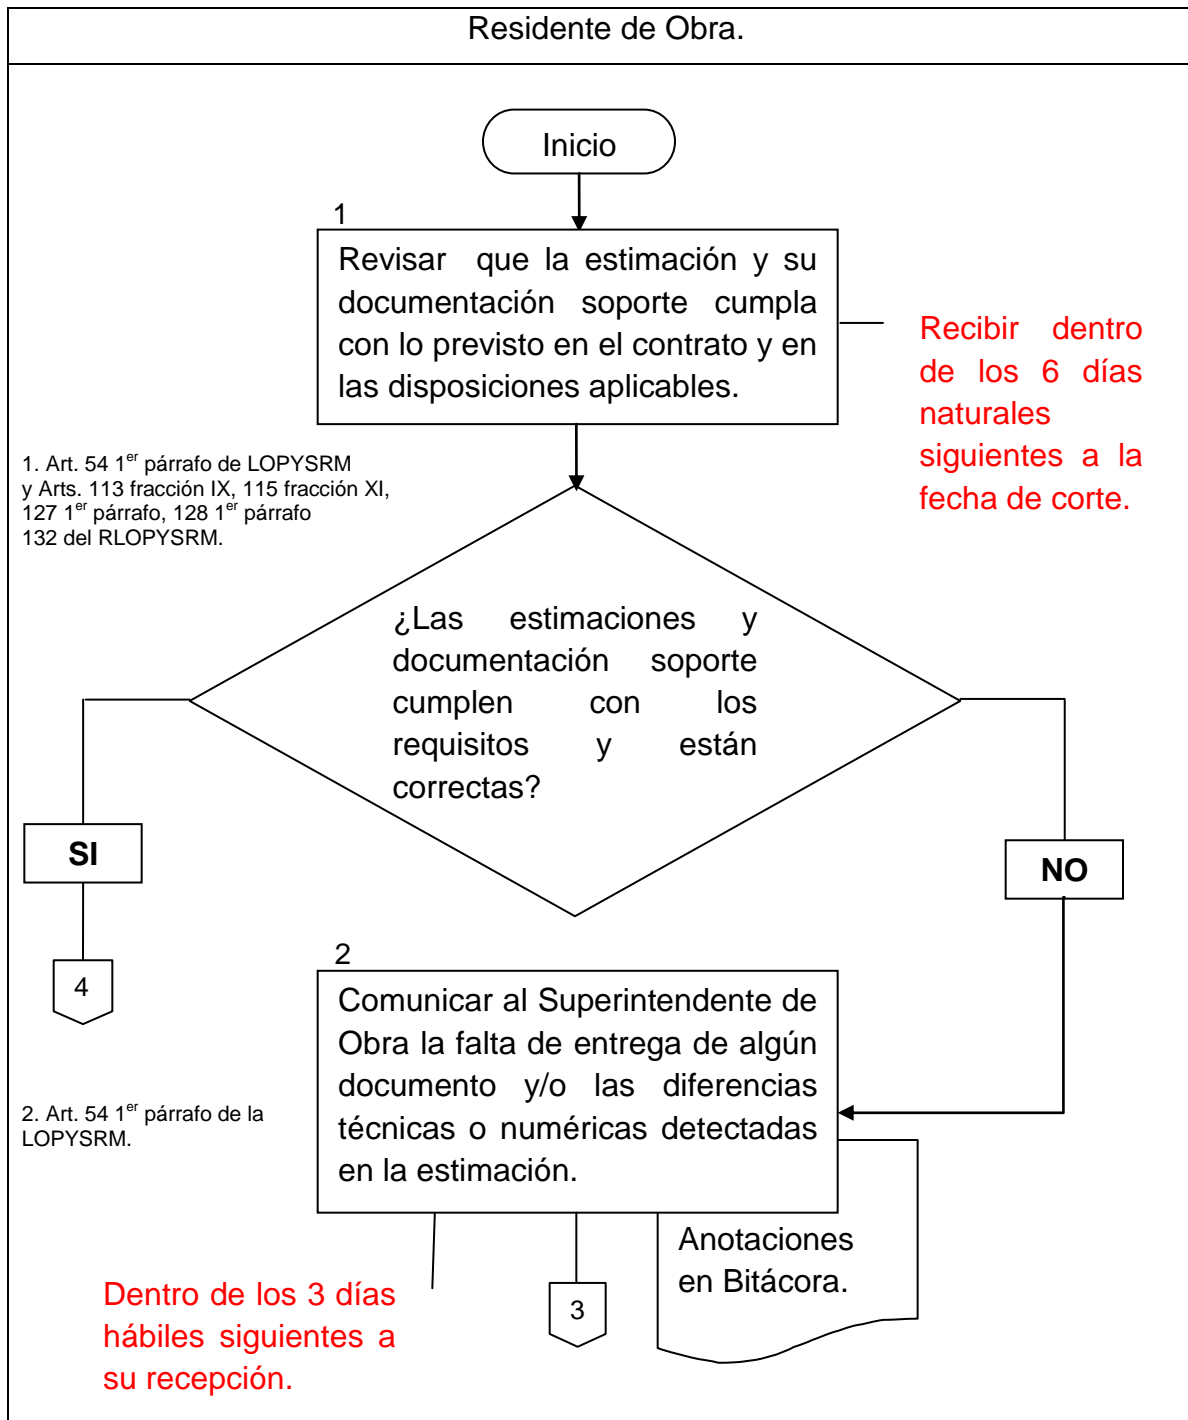 Residente de Obra.
Inicio
1
Revisar que la estimación y su
documentación soporte cumpla
con lo previsto en el contrato y en
las disposiciones aplicables.
Recibir dentro
de los 6 días
naturales
siguientes a la
fecha de corte.
1. Art. 54 1er párrafo de LOPYSRM
y Arts. 113 fracción IX, 115 fracción XI,
127 1er párrafo, 128 1er párrafo
132 del RLOPYSRM.
¿Las estimaciones y
documentación soporte
cumplen con los
requisitos y están
correctas?
SI
NO
4
2
Comunicar al Superintendente de
Obra la falta de entrega de algún
documento y/o las diferencias
técnicas o numéricas detectadas
en la estimación.
2. Art. 54 1er párrafo de la
LOPYSRM.
Anotaciones
en Bitácora.
Dentro de los 3 días
hábiles siguientes a
su recepción.
3